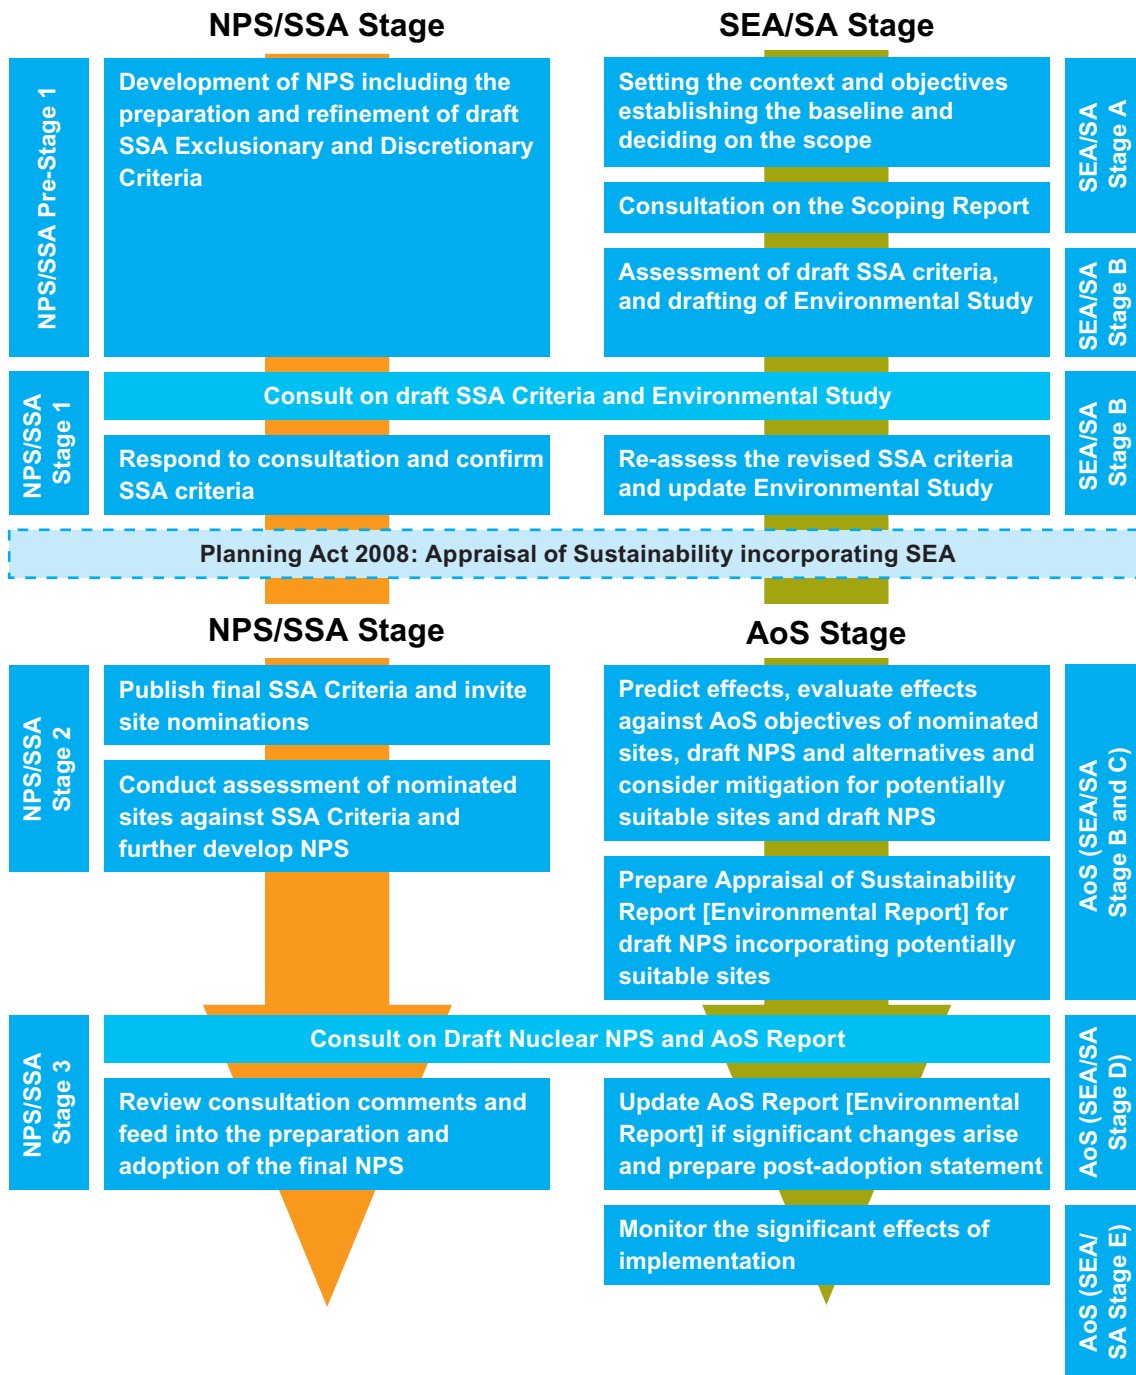 NPS/SSA Stage
SEA/SA Stage
NPS/SSA Pre-Stage 1
Development of NPS including the
preparation and refinement of draft
SSA Exclusionary and Discretionary
Criteria
Setting the context and objectives
establishing the baseline and
deciding on the scope
Consultation on the Scoping Report
SEA/SA
Stage A
Assessment of draft SSA criteria,
and drafting of Environmental Study
SEA/SA
Stage B
NPS/SSA
Stage 1
Consult on draft SSA Criteria and Environmental Study
Respond to consultation and confirm
SSA criteria
Re-assess the revised SSA criteria
and update Environmental Study
SEA/SA
Stage B
Planning Act 2008: Appraisal of Sustainability incorporating SEA
NPS/SSA Stage
AoS Stage
NPS/SSA
Stage 2
Publish final SSA Criteria and invite
site nominations
Conduct assessment of nominated
sites against SSA Criteria and
further develop NPS
Predict effects, evaluate effects
against AoS objectives of nominated
sites, draft NPS and alternatives and
consider mitigation for potentially
suitable sites and draft NPS
Prepare Appraisal of Sustainability
Report [Environmental Report] for
draft NPS incorporating potentially
suitable sites
AoS (SEA/SA
Stage B and C)
NPS/SSA
Stage 3
Consult on Draft Nuclear NPS and AoS Report
Review consultation comments and
feed into the preparation and
adoption of the final NPS
Update AoS Report [Environmental
Report] if significant changes arise
and prepare post-adoption statement
AoS (SEA/SA
Stage D)
Monitor the significant effects of
implementation
AoS (SEA/
SA Stage E)